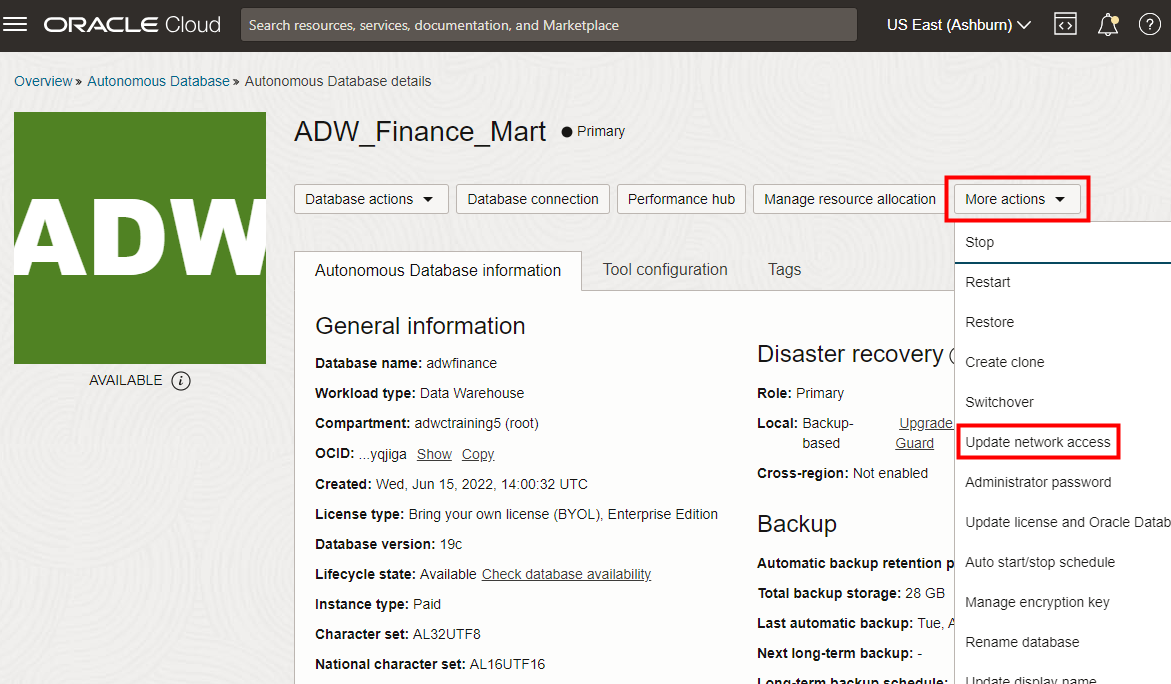 ORACLE Cloud
Search resources, services, documentation, and Marketplace
US East (Ashburn)
Overview » Autonomous Database » Autonomous Database details
ADW
AVAILABLE
ADW_Finance_Mart
Primary
Database actions
Database connection
Performance hub
Manage resource allocation
More actions
Autonomous Database information
Tool configuration
Tags
General information
Database name: adwfinance
Workload type: Data Warehouse
Compartment: adwctraining5 (root)
OCID: ...yqjiga Show Copy
Created: Wed, Jun 15, 2022, 14:00:32 UTC
License type: Bring your own license (BYOL), Enterprise Edition
Database version: 19c
Lifecycle state: Available Check database availability
Instance type: Paid
Character set: AL32UTF8
National character set: AL16UTF16
Disaster recovery
Role: Primary
Local: Backup-
based
Upgrade
Guard
Cross-region: Not enabled
Backup
Automatic backup retention p
Total backup storage: 28 GB
Last automatic backup: Tue, A
Next long-term backup: -
Long-term backup schedule:
Stop
Restart
Restore
Create clone
Switchover
Update network access
Administrator password
Update license and Oracle Datab
Auto start/stop schedule
Manage encryption key
Rename database
Update display name